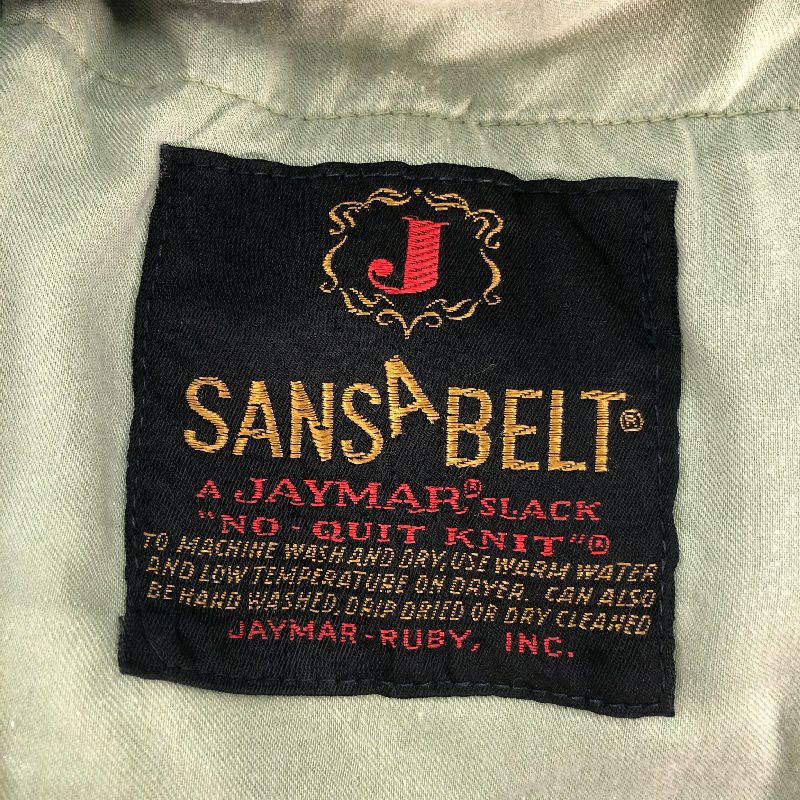 J
SANSABELT®
A JAYMAR® SLACK
"NO-QUIT KNIT"®
TO MACHINE WASH AND DRY, USE WARM WATER
AND LOW TEMPERATURE ON DRYER. CAN ALSO
BE HAND WASHED, DRIP DRIED OR DRY CLEANED
JAYMAR-RUBY, INC.